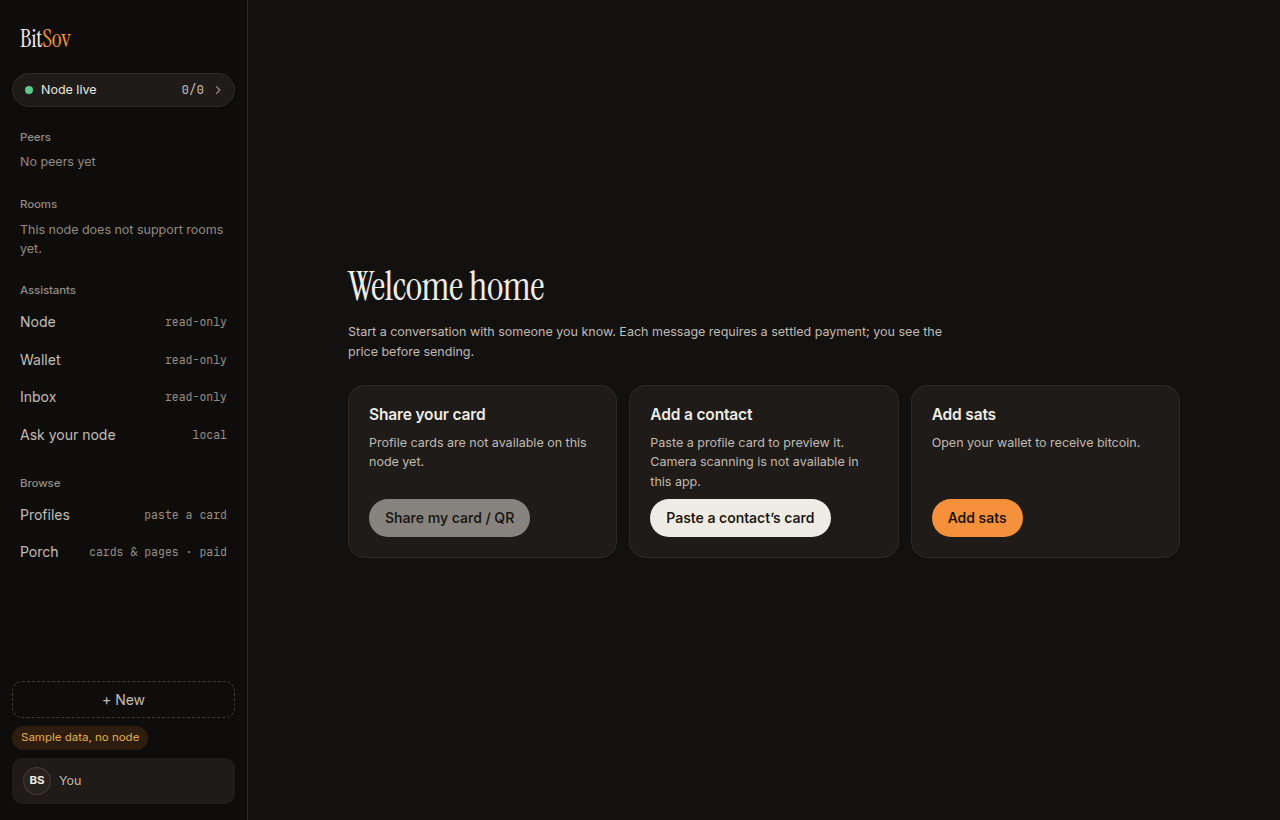 BitSov
Node live 0/0
Peers
No peers yet
Rooms
This node does not support rooms
yet.
Assistants
Node read-only
Wallet read-only
Inbox read-only
Ask your node local
Browse
Profiles paste a card
Porch cards & pages · paid
+ New
Sample data, no node
BS You
Welcome home
Start a conversation with someone you know. Each message requires a settled payment; you see the
price before sending.
Share your card
Profile cards are not available on this
node yet.
Share my card / QR
Add a contact
Paste a profile card to preview it.
Camera scanning is not available in
this app.
Paste a contact’s card
Add sats
Open your wallet to receive bitcoin.
Add sats